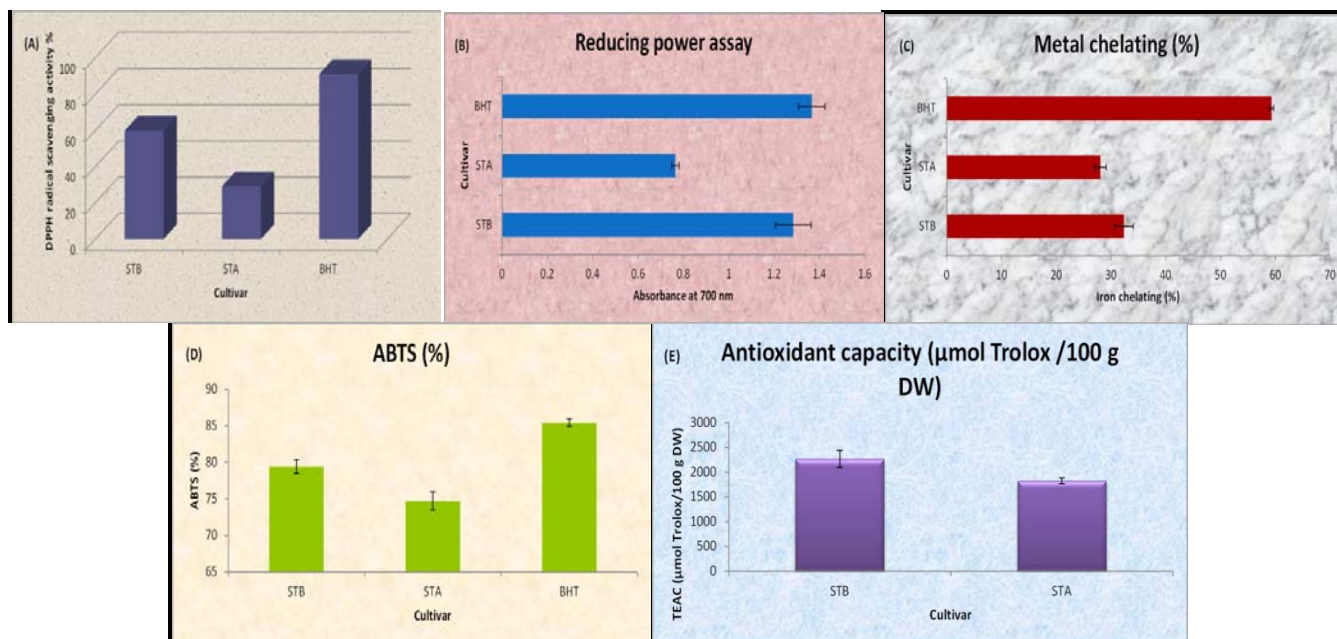 (A)
DPPH radical scavenging activity %
100
80
60
40
20
0
STB
STA
BHT
Cultivar
(B)
Reducing power assay
Cultivar
BHT
STA
STB
0
0.2
0.4
0.6
0.8
1
1.2
1.4
1.6
Absorbance at 700 nm
(C)
Metal chelating (%)
Cultivar
BHT
STA
STB
0
10
20
30
40
50
60
70
Iron chelating (%)
(D)
ABTS (%)
ABTS (%)
90
85
80
75
70
65
STB
STA
BHT
Cultivar
(E)
Antioxidant capacity (µmol Trolox /100 g
DW)
TEAC (µmol Trolox/100 g DW)
3000
2500
2000
1500
1000
500
0
STB
STA
Cultivar